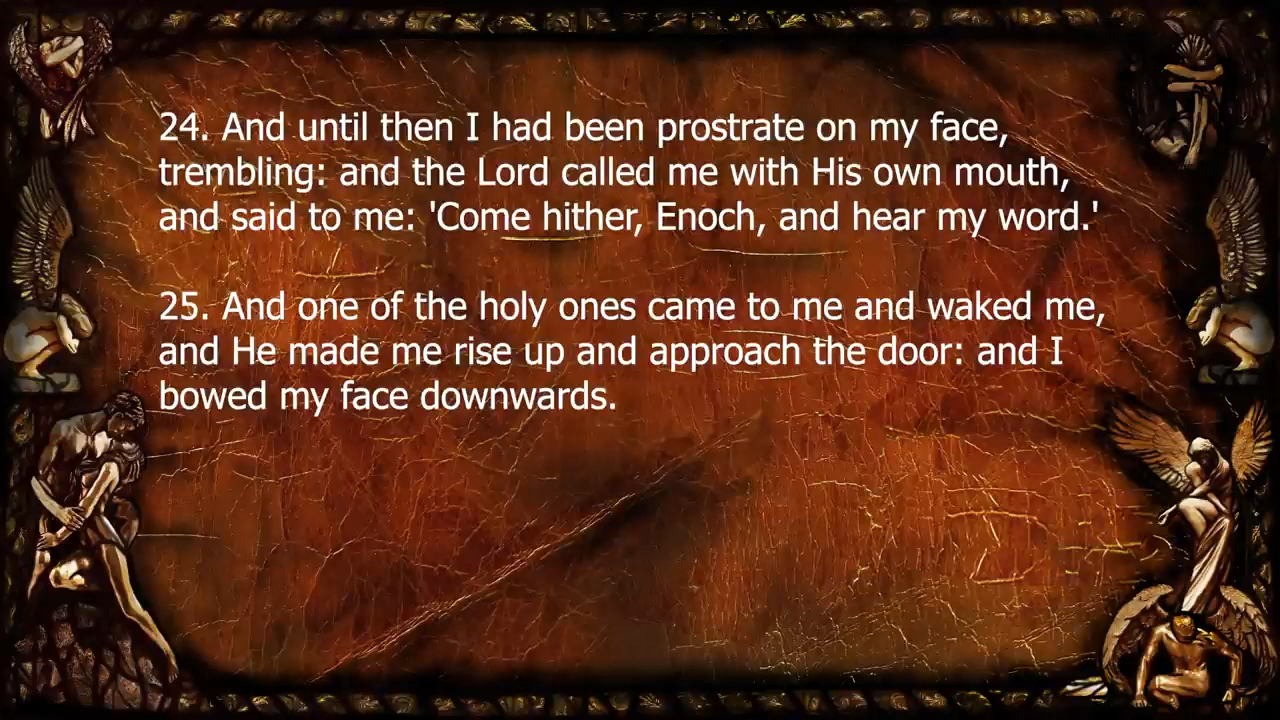 24. And until then I had been prostrate on my face,
trembling: and the Lord called me with His own mouth,
and said to me: 'Come hither, Enoch, and hear my word.'
25. And one of the holy ones came to me and waked me,
and He made me rise up and approach the door: and I
bowed my face downwards.